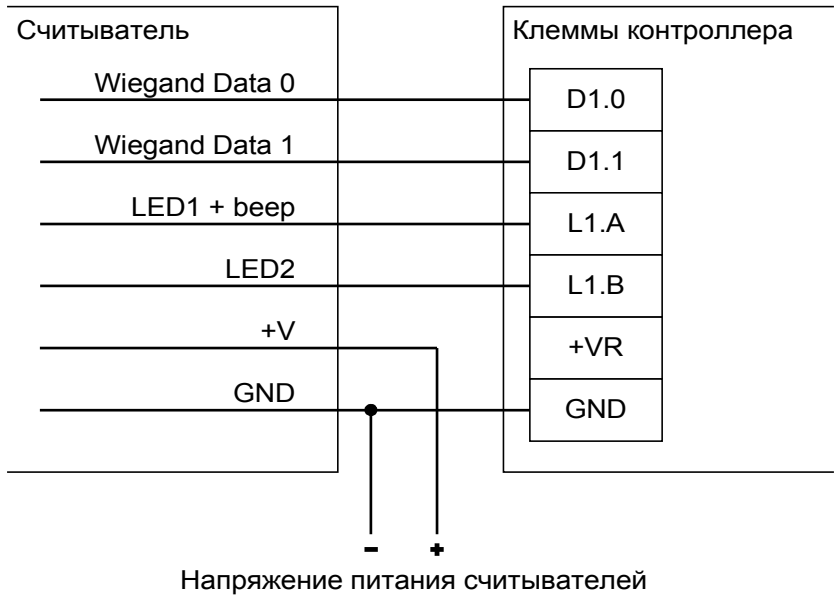 Считыватель
Клеммы контроллера
Wiegand Data 0
D1.0
Wiegand Data 1
D1.1
LED1 + beep
L1.A
LED2
L1.B
+V
+VR
GND
GND
- +
Напряжение питания считывателей